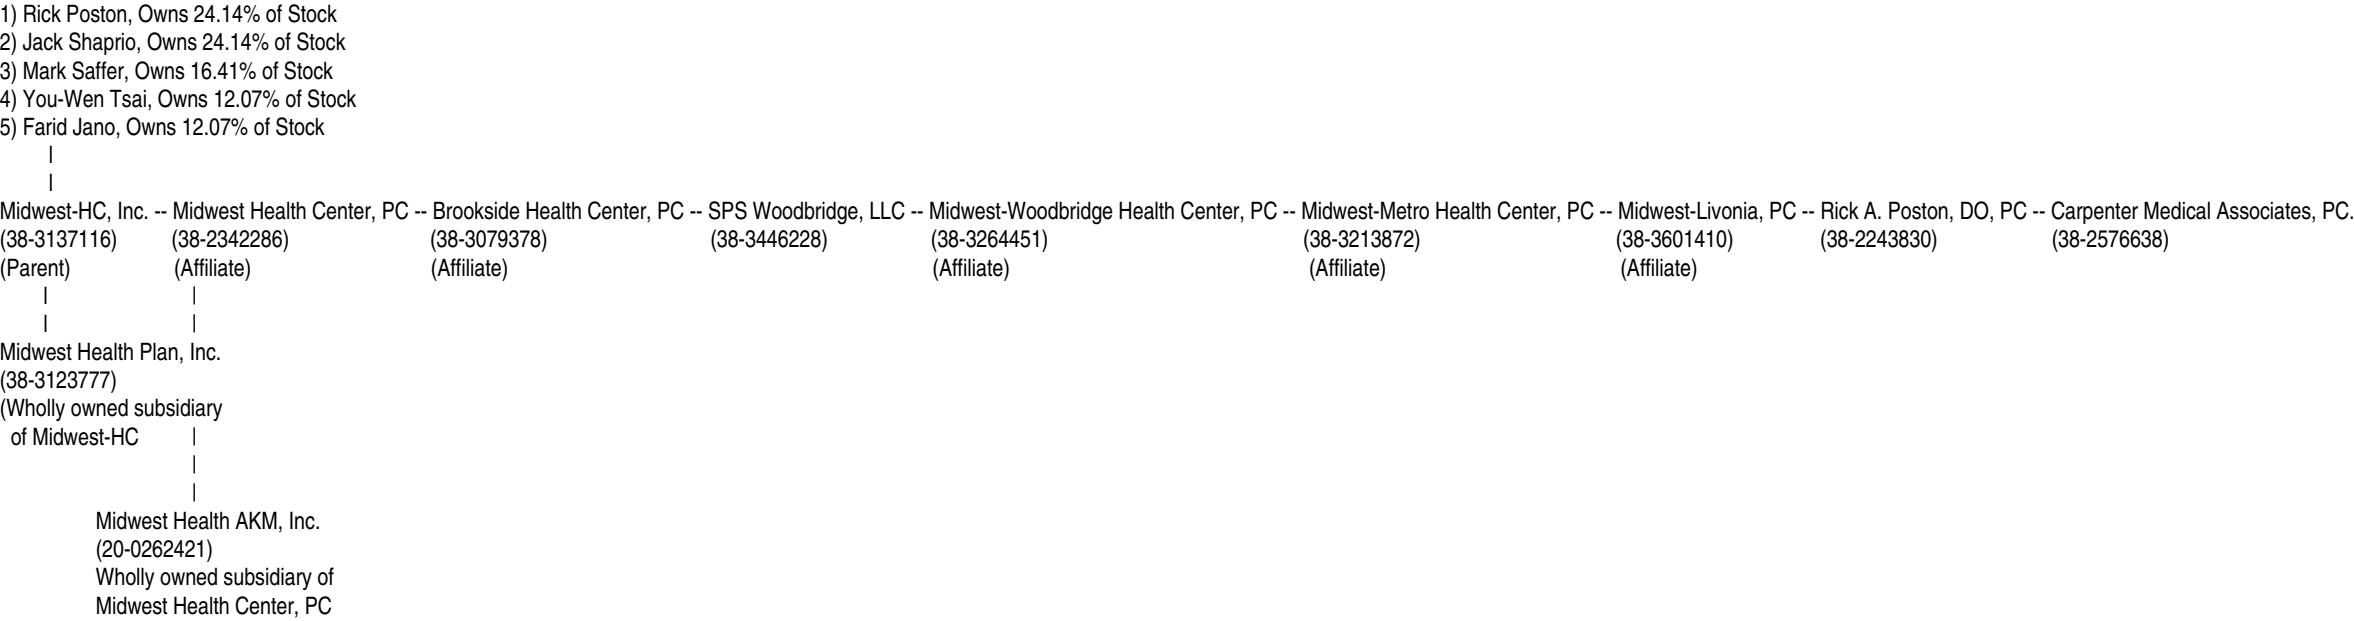 1) Rick Poston, Owns 24.14% of Stock
2) Jack Shaprio, Owns 24.14% of Stock
3) Mark Saffer, Owns 16.41% of Stock
4) You-Wen Tsai, Owns 12.07% of Stock
5) Farid Jano, Owns 12.07% of Stock
|
|
Midwest-HC, Inc. -- Midwest Health Center, PC -- Brookside Health Center, PC -- SPS Woodbridge, LLC -- Midwest-Woodbridge Health Center, PC -- Midwest-Metro Health Center, PC -- Midwest-Livonia, PC -- Rick A. Poston, DO, PC -- Carpenter Medical Associates, PC.
(38-3137116) (38-2342286) (38-3079378) (38-3446228) (38-3264451) (38-3213872) (38-3601410) (38-2243830) (38-2576638)
(Parent) (Affiliate) (Affiliate) (Affiliate) (Affiliate) (Affiliate)
| |
| |
Midwest Health Plan, Inc.
(38-3123777)
(Wholly owned subsidiary
of Midwest-HC |
|
|
Midwest Health AKM, Inc.
(20-0262421)
Wholly owned subsidiary of
Midwest Health Center, PC